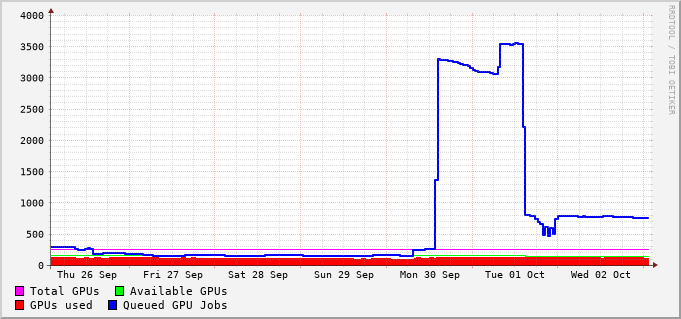 4000
3500
3000
2500
2000
1500
1000
500
0
Thu 26 Sep Fri 27 Sep Sat 28 Sep Sun 29 Sep Mon 30 Sep Tue 01 Oct Wed 02 Oct
Total GPUs Available GPUs
GPUs used Queued GPU Jobs
RRDTOOL / TOBI OETIKER